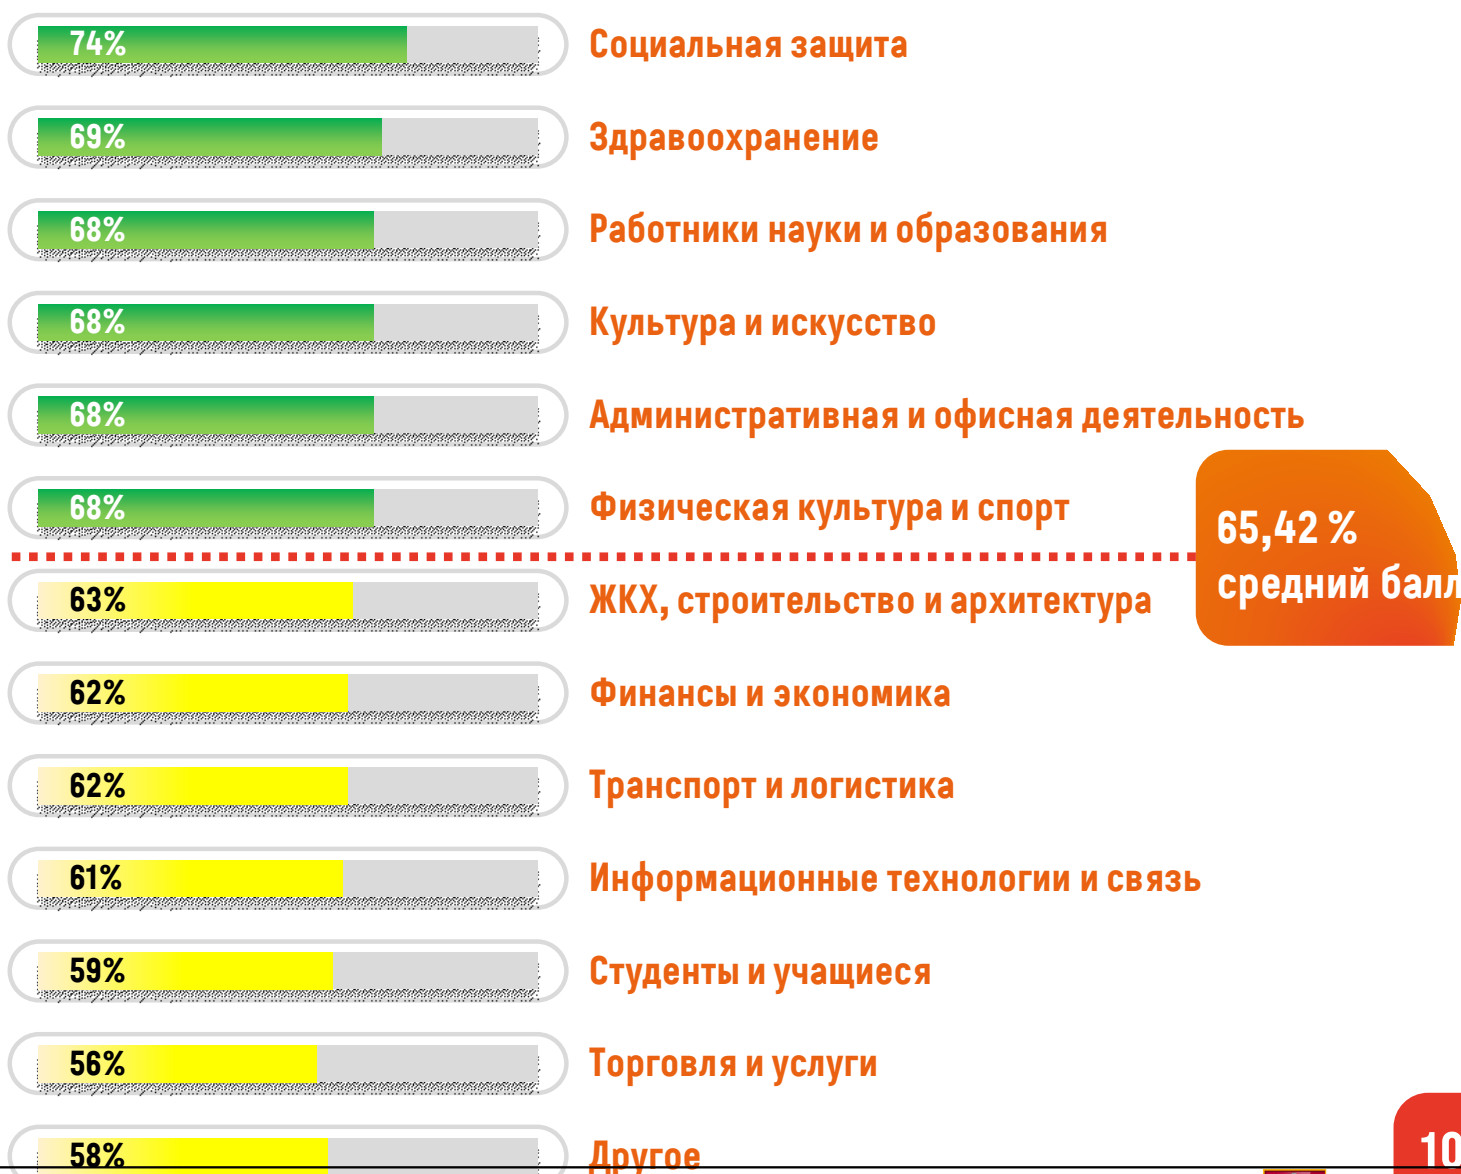 74% Социальная защита
69% Здравоохранение
68% Работники науки и образования
68% Культура и искусство
68% Административная и офисная деятельность
68% Физическая культура и спорт
65,42 %
средний балл
63% ЖКХ, строительство и архитектура
62% Финансы и экономика
62% Транспорт и логистика
61% Информационные технологии и связь
59% Студенты и учащиеся
56% Торговля и услуги
58% Другое
10